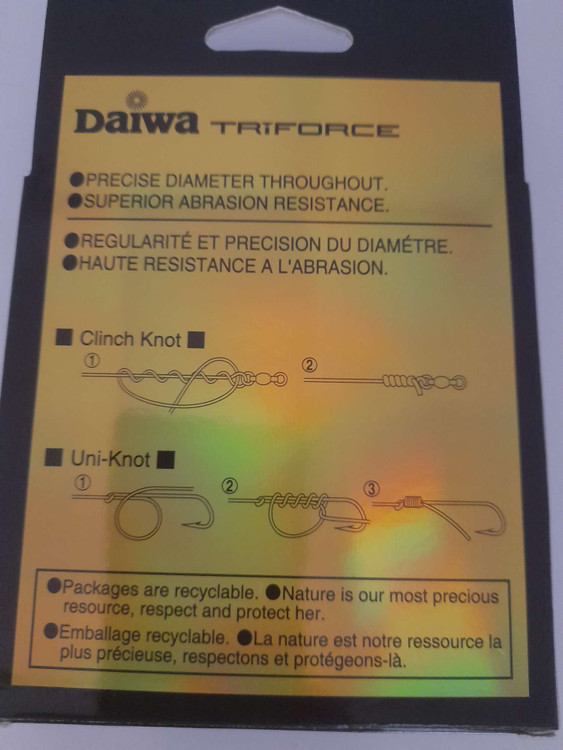 Daiwa TRIFORCE
●PRECISE DIAMETER THROUGHOUT.
●SUPERIOR ABRASION RESISTANCE.
●REGULARITÉ ET PRECISION DU DIAMÉTRE.
●HAUTE RESISTANCE A L'ABRASION.
■ Clinch Knot ■
① ②
■ Uni-Knot ■
① ② ③
●Packages are recyclable. ●Nature is our most precious
resource, respect and protect her.
●Emballage recyclable. ●La nature est notre ressource la
plus précieuse, respectons et protégeons-là.